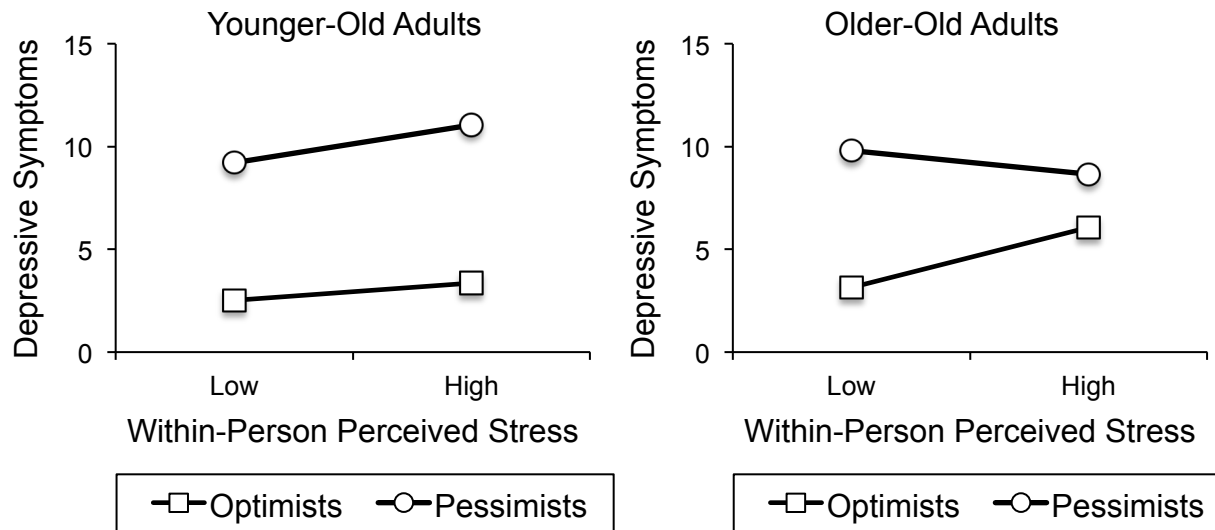 Younger-Old Adults
15
10
5
0
Depressive Symptoms
Low High
Within-Person Perceived Stress
Optimists Pessimists
Older-Old Adults
15
10
5
0
Depressive Symptoms
Low High
Within-Person Perceived Stress
Optimists Pessimists